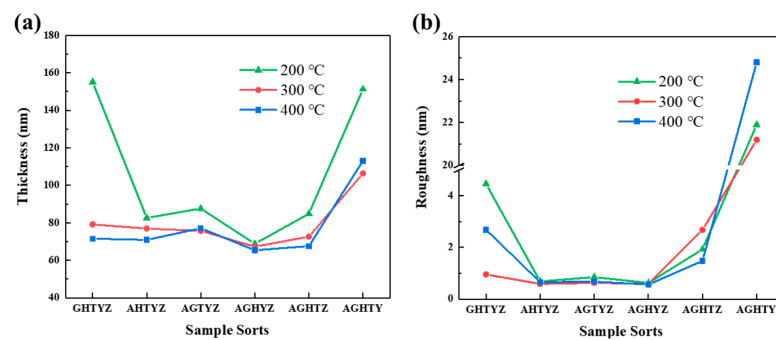 (a)
180
160
140
120
100
80
60
40
Thickness (nm)
200 ℃
300 ℃
400 ℃
GHTYZ AHTYZ AGTYZ AGHYZ AGHTZ AGHTY
Sample Sorts
(b)
26
24
22
20
4
2
0
Roughness (nm)
200 ℃
300 ℃
400 ℃
GHTYZ AHTYZ AGTYZ AGHYZ AGHTZ AGHTY
Sample Sorts